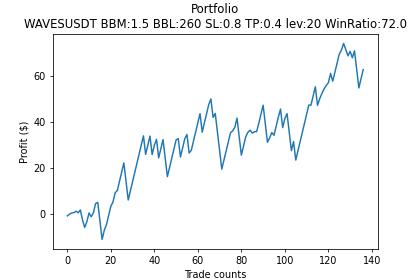 Portfolio
WAVESUSDT BBM:1.5 BBL:260 SL:0.8 TP:0.4 lev:20 WinRatio:72.0
Profit ($)
60
40
20
0
0 20 40 60 80 100 120 140
Trade counts